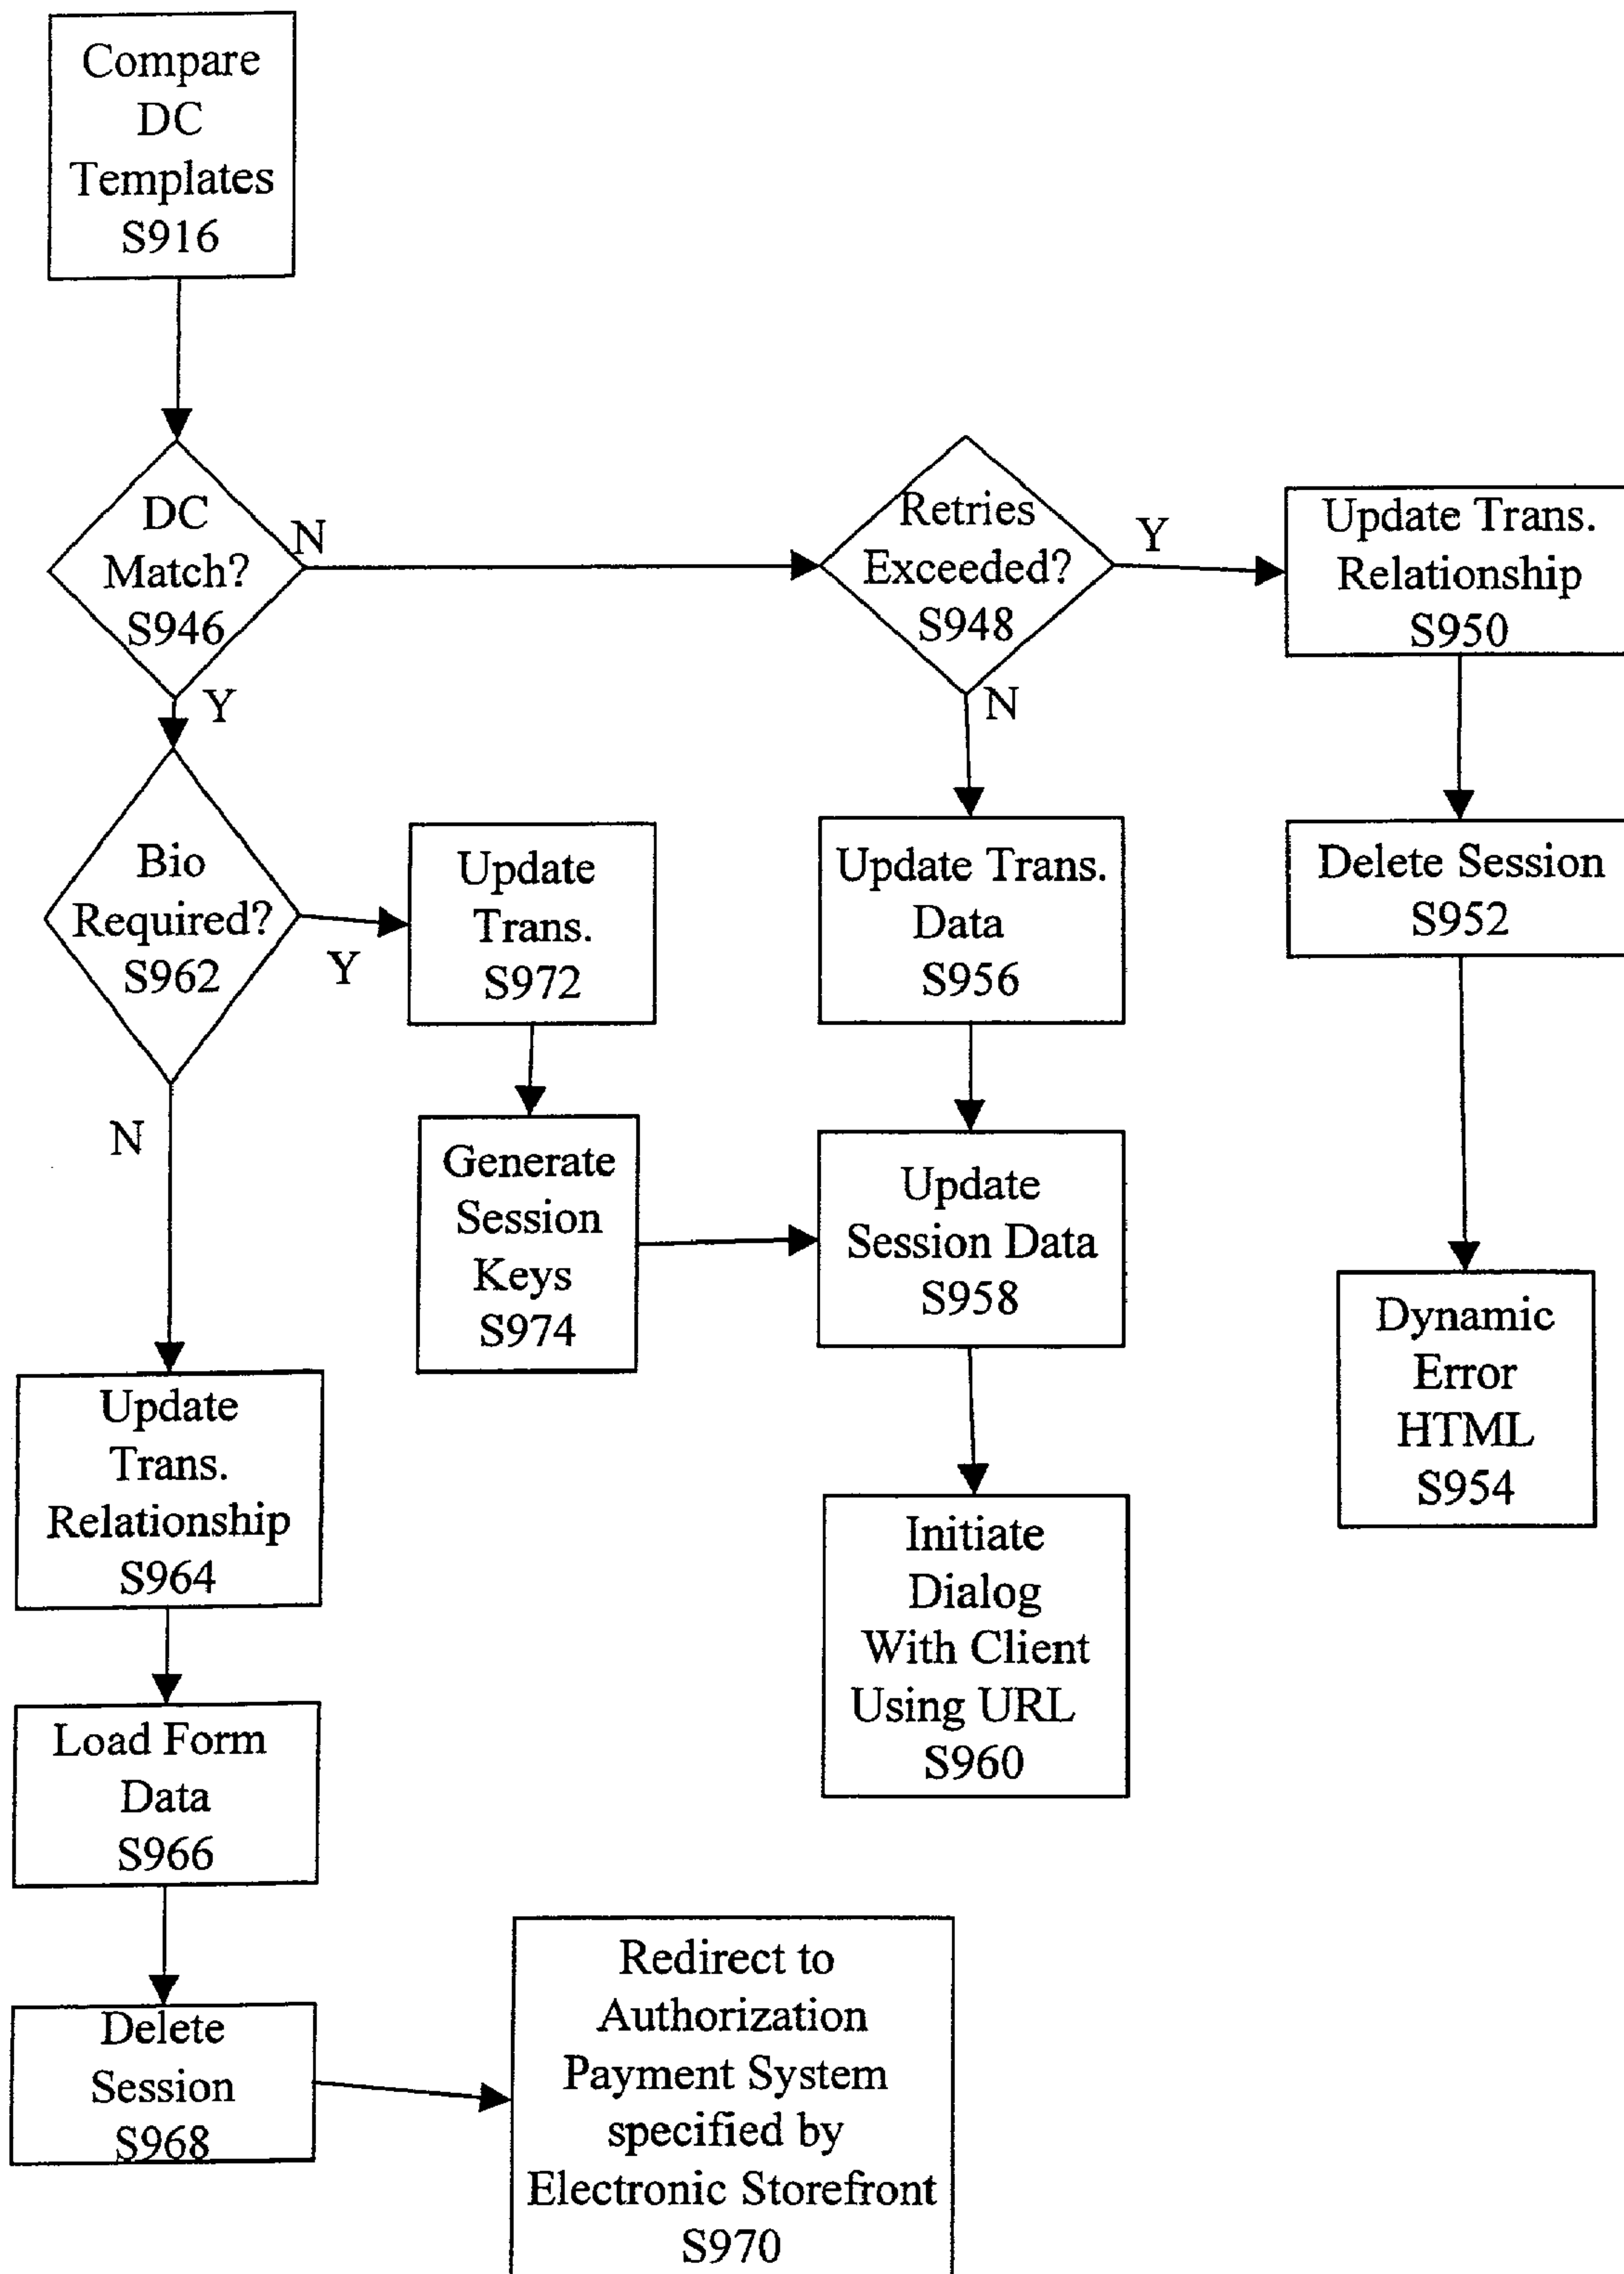 Compare
DC
Templates
S916
DC
Match?
S946
N
Y
Retries
Exceeded?
S948
Y
N
Update Trans.
Relationship
S950
Bio
Required?
S962
Y
N
Update
Trans.
S972
Update Trans.
Data
S956
Delete Session
S952
Generate
Session
Keys
S974
Update
Session Data
S958
Dynamic
Error
HTML
S954
Update
Trans.
Relationship
S964
Initiate
Dialog
With Client
Using URL
S960
Load Form
Data
S966
Delete
Session
S968
Redirect to
Authorization
Payment System
specified by
Electronic Storefront
S970